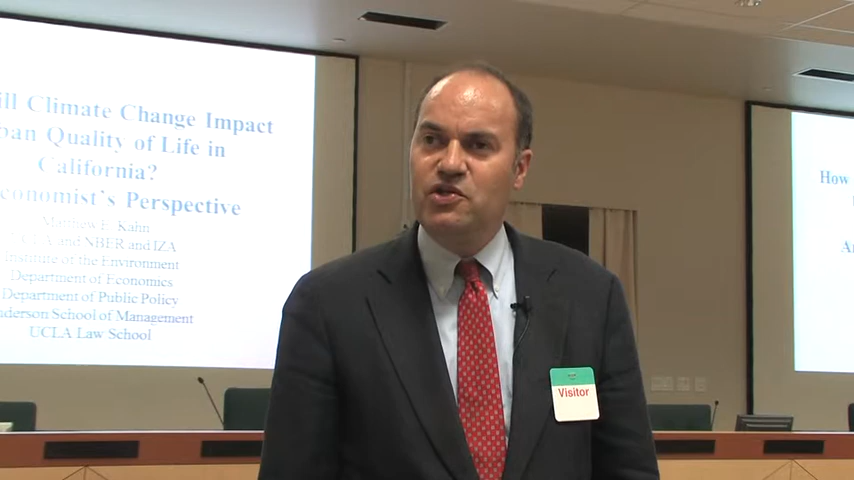 ill Climate Change Impact
ban Quality of Life in
California?
conomist's Perspective
Matthew E. Kahn
UCLA and NBER and IZA
Institute of the Environment
Department of Economics
Department of Public Policy
nderson School of Management
UCLA Law School
How
Visitor